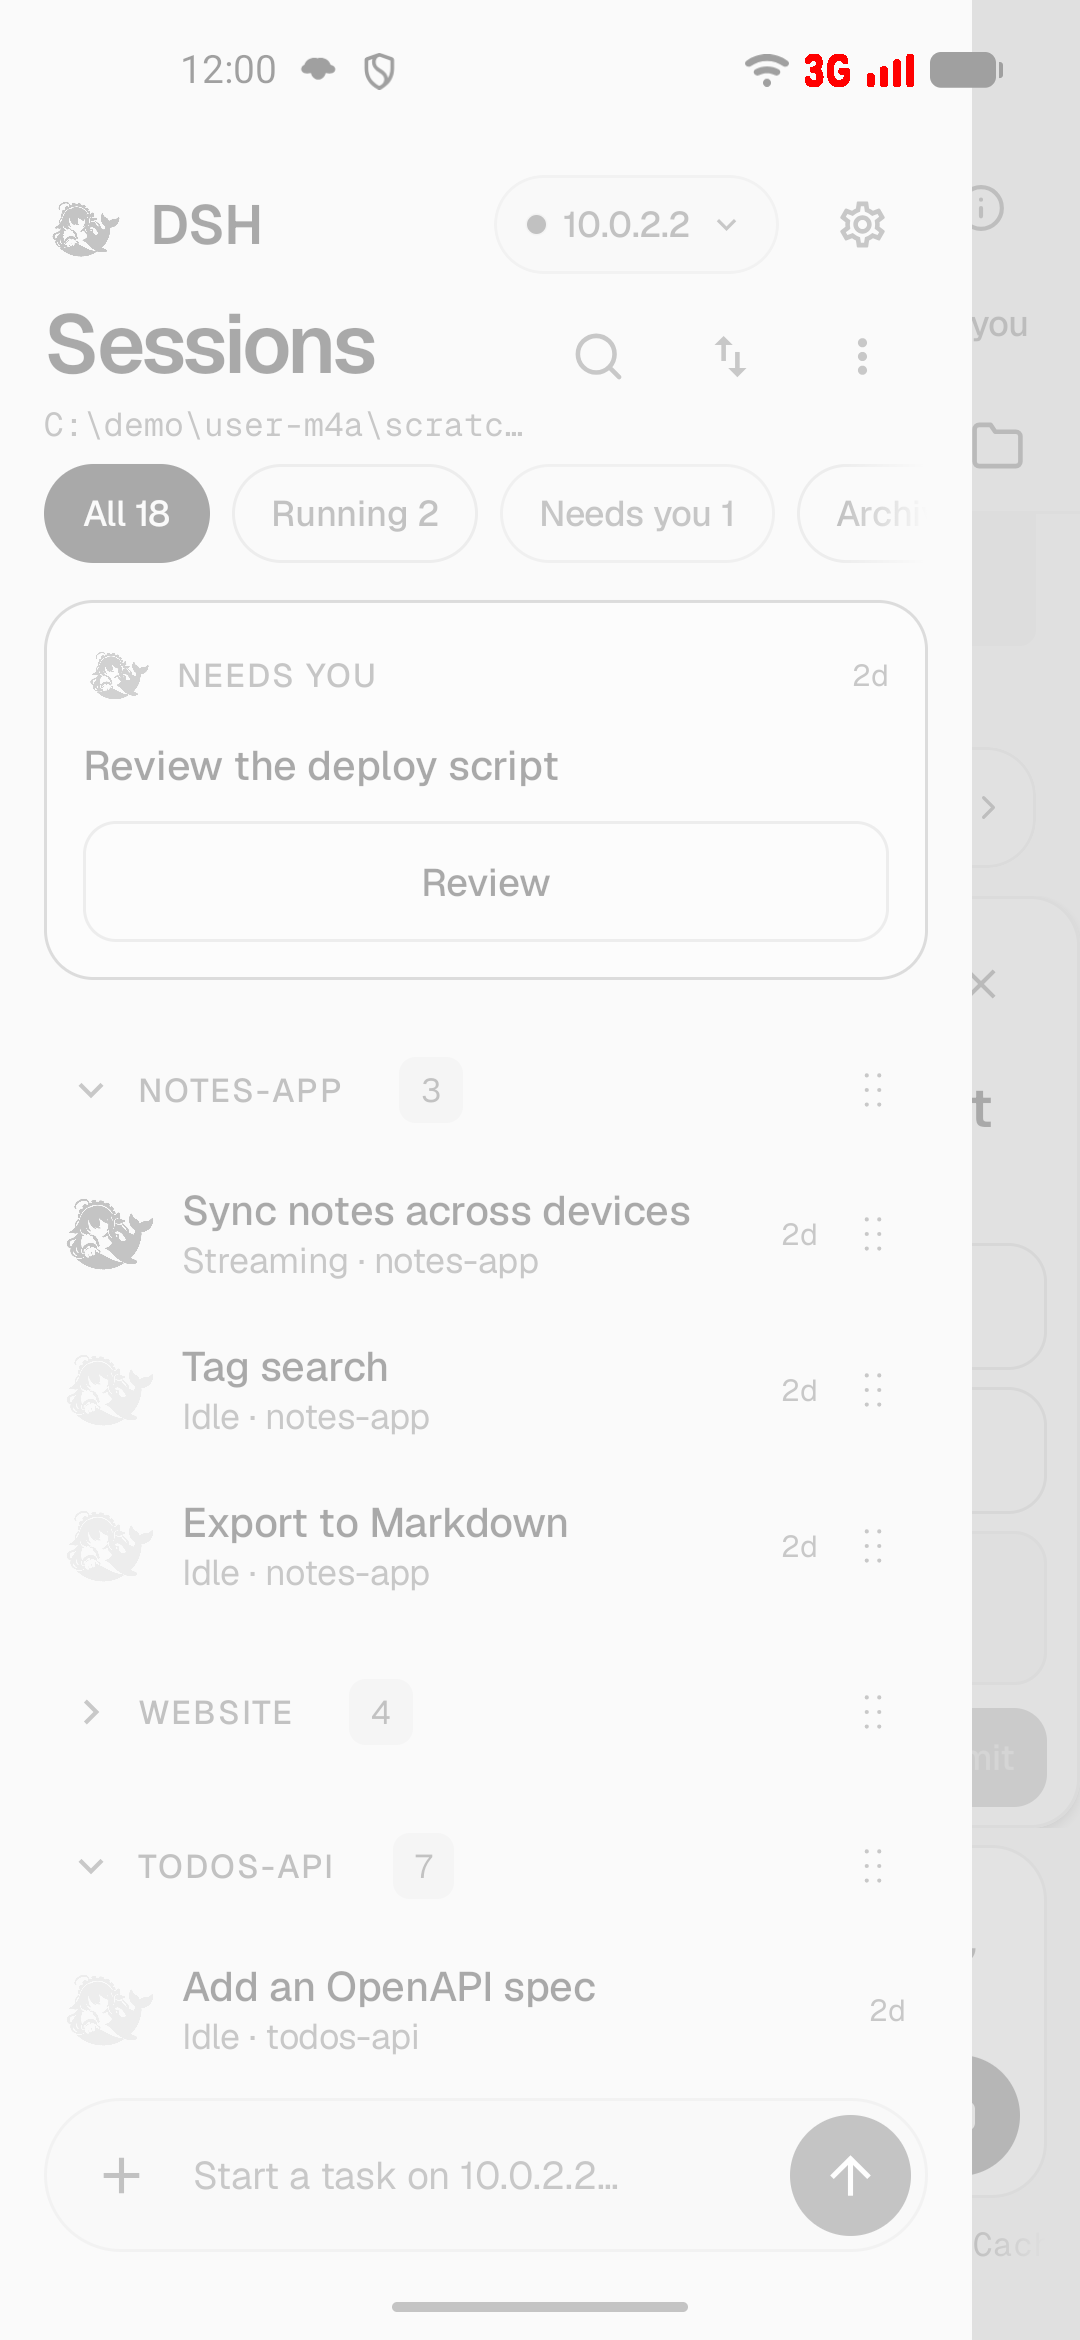 12:00
3G
DSH
10.0.2.2
Sessions
C:\demo\user-m4a\scratc…
All 18
Running 2
Needs you 1
Archi
you
NEEDS YOU
2d
Review the deploy script
Review
NOTES-APP
3
t
Sync notes across devices
Streaming · notes-app
2d
Tag search
Idle · notes-app
2d
Export to Markdown
Idle · notes-app
2d
WEBSITE
4
mit
TODOS-API
7
Add an OpenAPI spec
Idle · todos-api
2d
Start a task on 10.0.2.2…
Cac